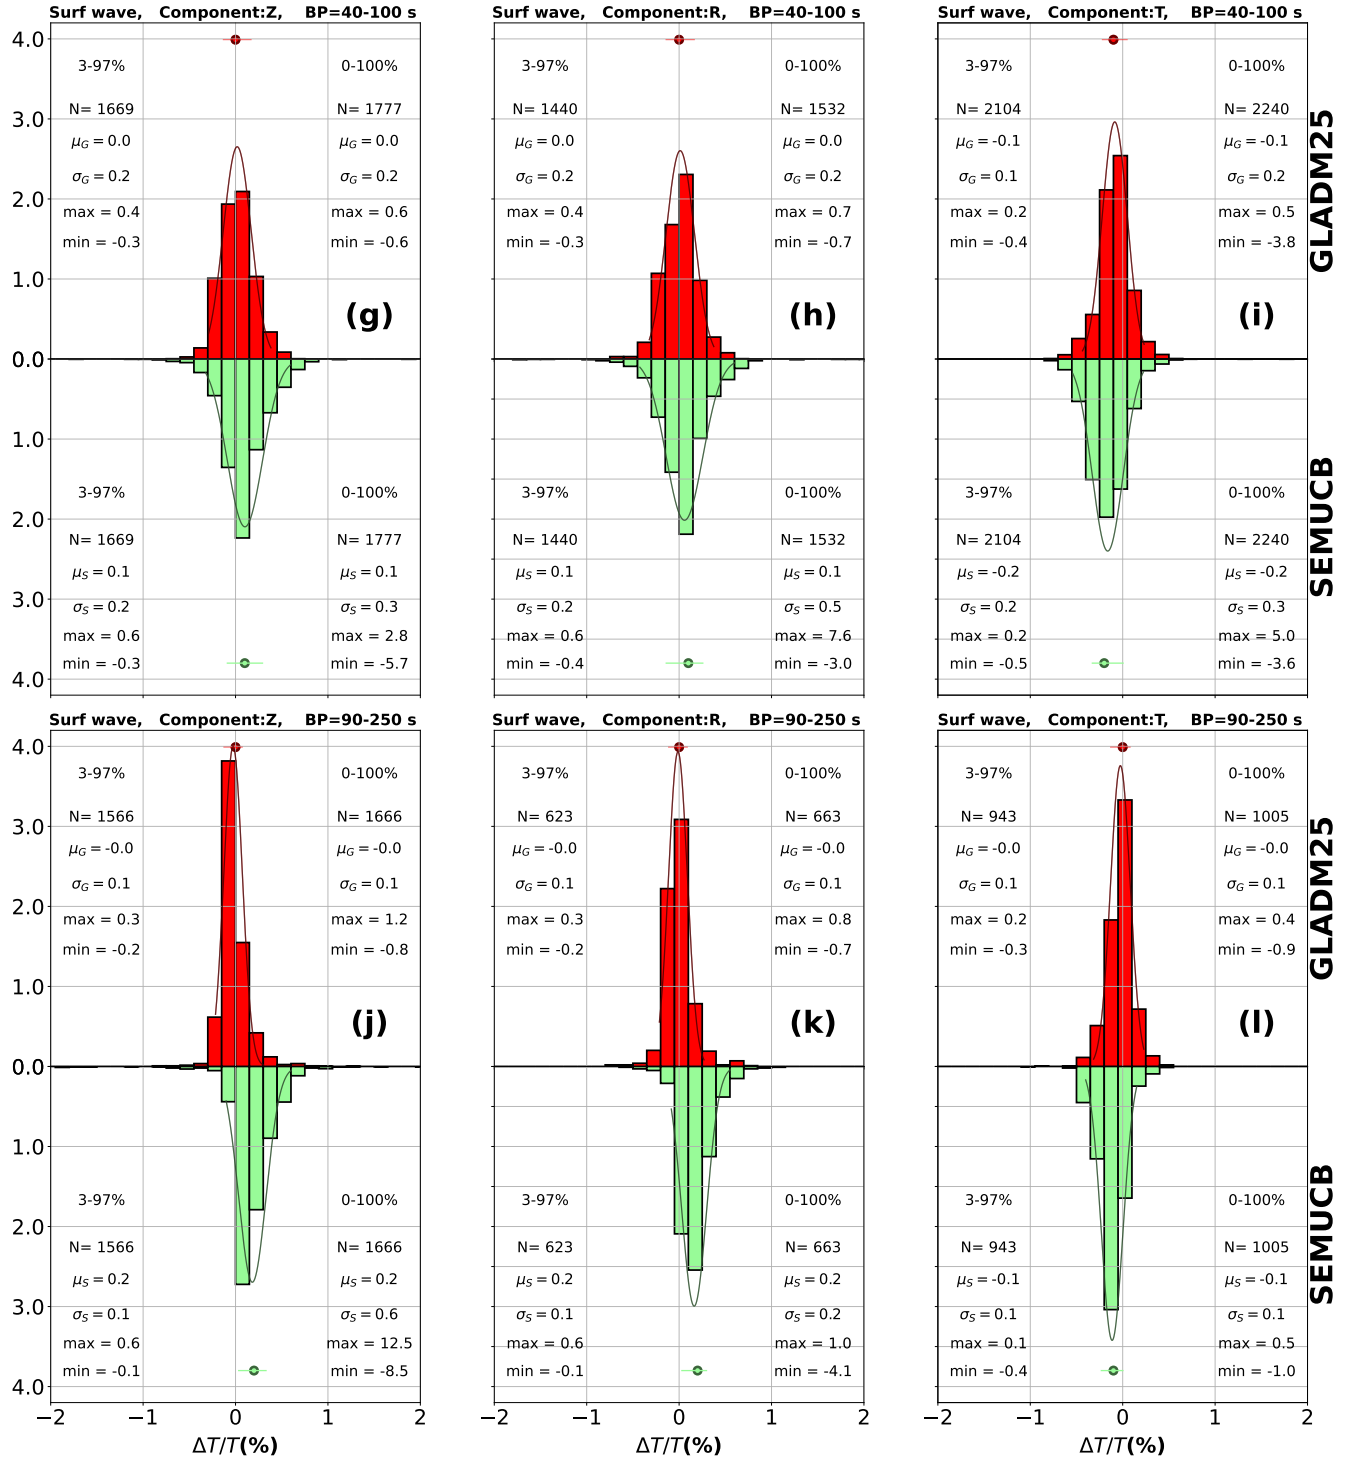 Surf wave, Component:Z, BP=40-100 s
4.0
3.0
2.0
1.0
0.0
1.0
2.0
3.0
4.0
3-97%
0-100%
N= 1669
N= 1777
μG = 0.0
μG = 0.0
σG = 0.2
σG = 0.2
max = 0.4
max = 0.6
min = -0.3
min = -0.6
(g)
3-97%
0-100%
N= 1669
N= 1777
μS = 0.1
μS = 0.1
σS = 0.2
σS = 0.3
max = 0.6
max = 2.8
min = -0.3
min = -5.7
Surf wave, Component:R, BP=40-100 s
3-97%
0-100%
N= 1440
N= 1532
μG = 0.0
μG = 0.0
σG = 0.2
σG = 0.2
max = 0.4
max = 0.7
min = -0.3
min = -0.7
(h)
3-97%
0-100%
N= 1440
N= 1532
μS = 0.1
μS = 0.1
σS = 0.2
σS = 0.5
max = 0.6
max = 7.6
min = -0.4
min = -3.0
Surf wave, Component:T, BP=40-100 s
3-97%
0-100%
N= 2104
N= 2240
μG = -0.1
μG = -0.1
σG = 0.1
σG = 0.2
max = 0.2
max = 0.5
min = -0.4
min = -3.8
(i)
3-97%
0-100%
N= 2104
N= 2240
μS = -0.2
μS = -0.2
σS = 0.2
σS = 0.3
max = 0.2
max = 5.0
min = -0.5
min = -3.6
GLADM25
SEMUCB
Surf wave, Component:Z, BP=90-250 s
4.0
3.0
2.0
1.0
0.0
1.0
2.0
3.0
4.0
3-97%
0-100%
N= 1566
N= 1666
μG = -0.0
μG = -0.0
σG = 0.1
σG = 0.1
max = 0.3
max = 1.2
min = -0.2
min = -0.8
(j)
3-97%
0-100%
N= 1566
N= 1666
μS = 0.2
μS = 0.2
σS = 0.1
σS = 0.6
max = 0.6
max = 12.5
min = -0.1
min = -8.5
−2 −1 0 1 2
ΔT/T(%)
Surf wave, Component:R, BP=90-250 s
3-97%
0-100%
N= 623
N= 663
μG = -0.0
μG = -0.0
σG = 0.1
σG = 0.1
max = 0.3
max = 0.8
min = -0.2
min = -0.7
(k)
3-97%
0-100%
N= 623
N= 663
μS = 0.2
μS = 0.2
σS = 0.1
σS = 0.2
max = 0.6
max = 1.0
min = -0.1
min = -4.1
−2 −1 0 1 2
ΔT/T(%)
Surf wave, Component:T, BP=90-250 s
3-97%
0-100%
N= 943
N= 1005
μG = -0.0
μG = -0.0
σG = 0.1
σG = 0.1
max = 0.2
max = 0.4
min = -0.3
min = -0.9
(l)
3-97%
0-100%
N= 943
N= 1005
μS = -0.1
μS = -0.1
σS = 0.1
σS = 0.1
max = 0.1
max = 0.5
min = -0.4
min = -1.0
−2 −1 0 1 2
ΔT/T(%)
GLADM25
SEMUCB